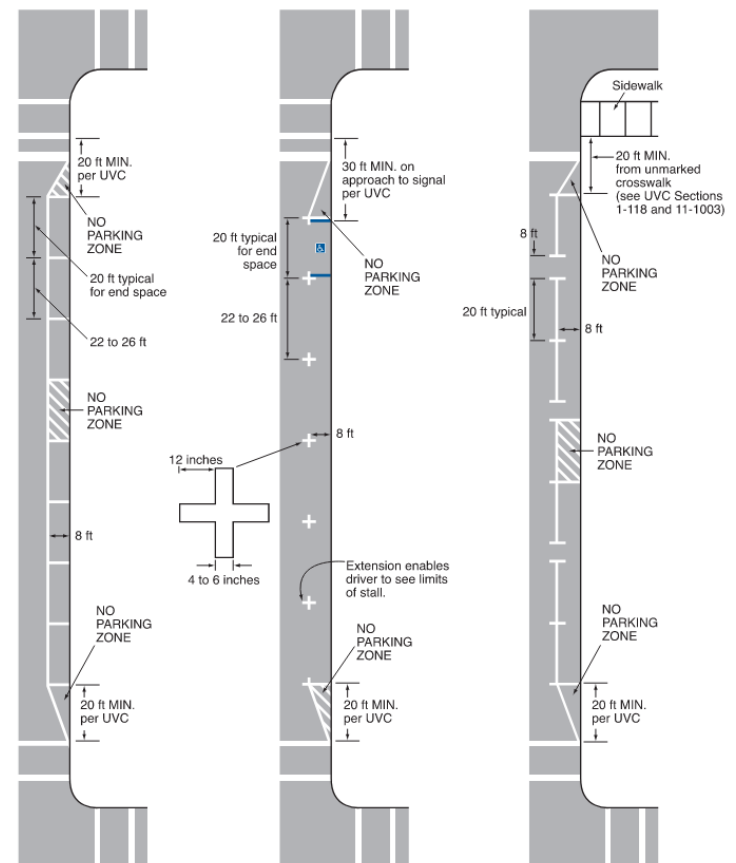 20 ft MIN.
per UVC
NO
PARKING
ZONE
20 ft typical
for end space
22 to 26 ft
NO
PARKING
ZONE
8 ft
NO
PARKING
ZONE
20 ft MIN.
per UVC
30 ft MIN. on
approach to signal
per UVC
20 ft typical
for end
space
NO
PARKING
ZONE
22 to 26 ft
8 ft
12 inches
4 to 6 inches
Extension enables
driver to see limits
of stall.
NO
PARKING
ZONE
20 ft MIN.
per UVC
Sidewalk
20 ft MIN.
from unmarked
crosswalk
(see UVC Sections
1-118 and 11-1003)
8 ft
NO
PARKING
ZONE
20 ft typical
8 ft
NO
PARKING
ZONE
NO
PARKING
ZONE
20 ft MIN.
per UVC